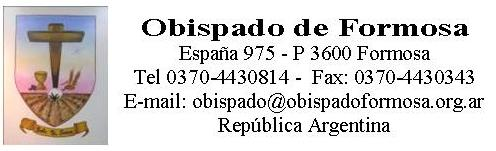 Obispado de Formosa
España 975 - P 3600 Formosa
Tel 0370-4430814 - Fax: 0370-4430343
E-mail: obispado@obispadoformosa.org.ar
República Argentina